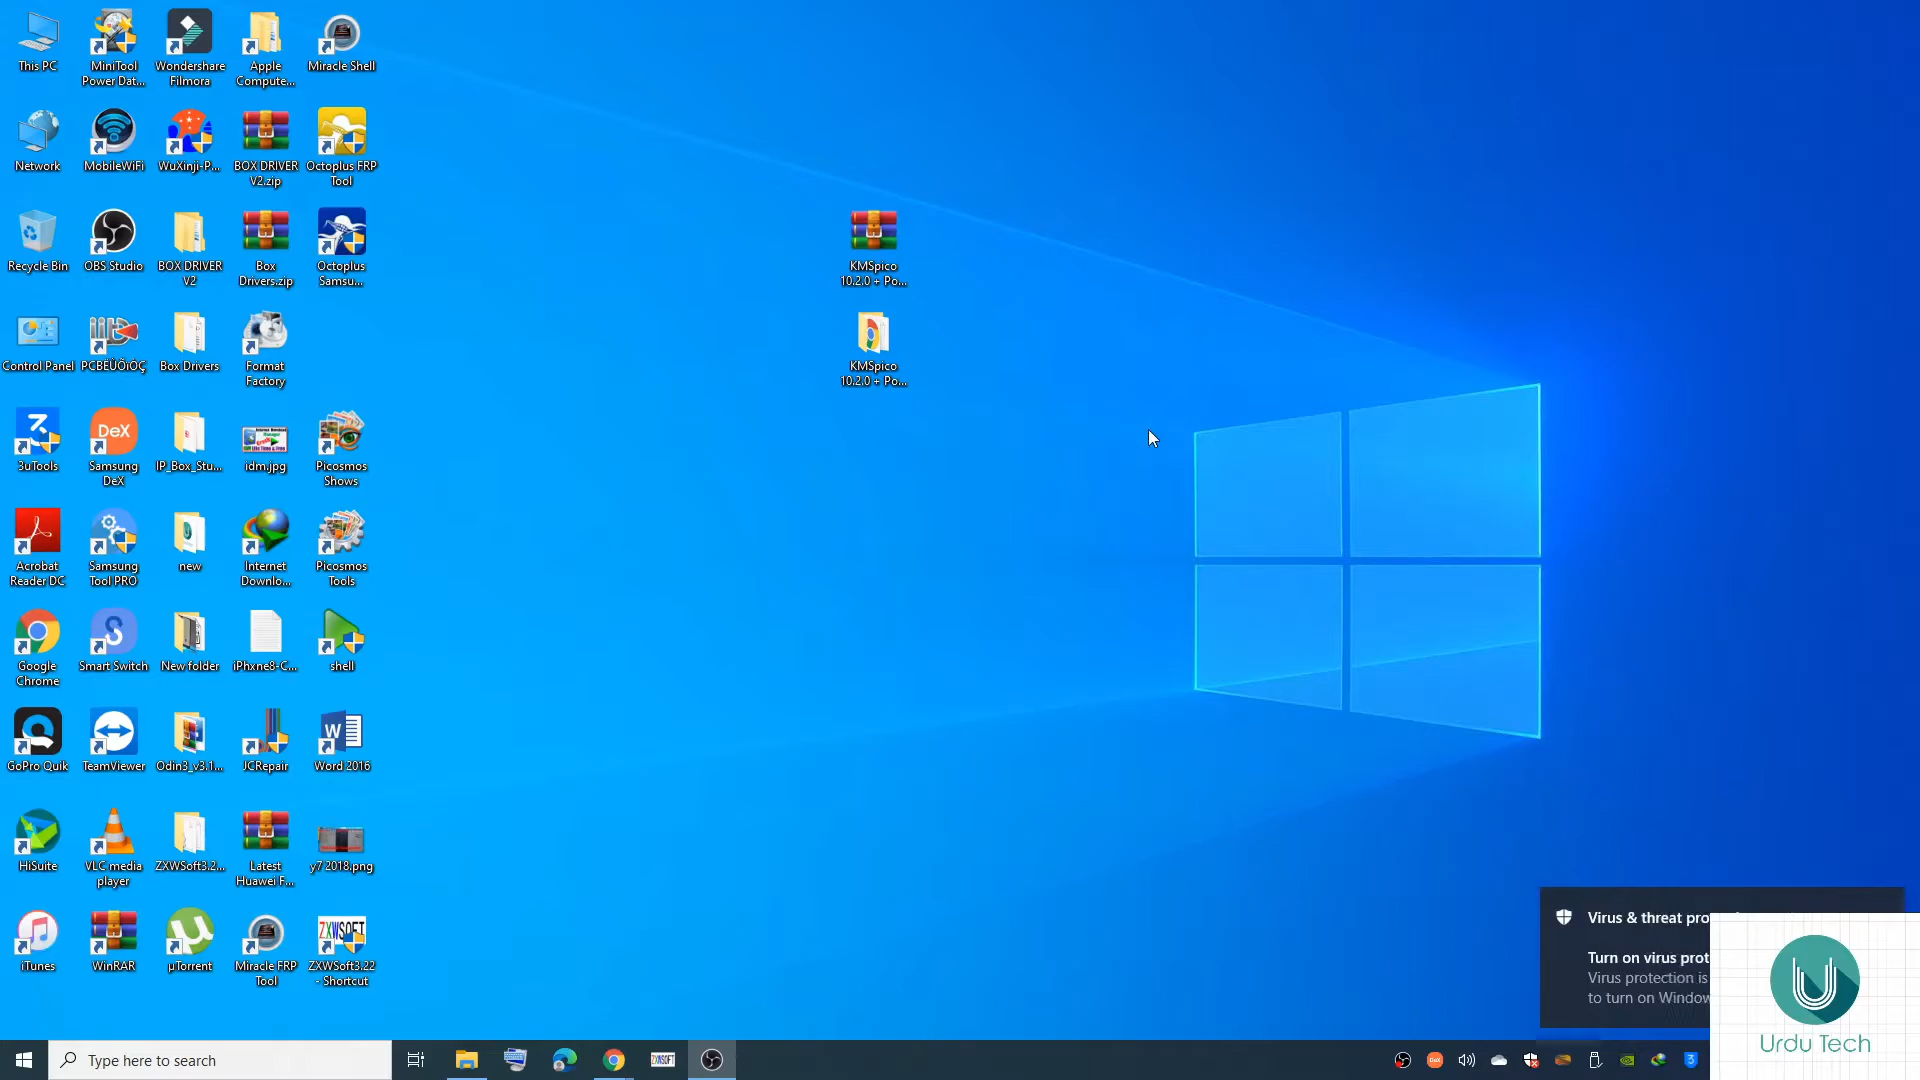 This PC
MiniTool
Power Dat...
Wondershare
Filmora
Apple
Compute...
Miracle Shell
Network
MobileWiFi
WuXinji-P...
BOX DRIVER
V2.zip
Octoplus FRP
Tool
Recycle Bin
OBS Studio
BOX DRIVER
V2
Box
Drivers.zip
Octoplus
Samsu...
KMSpico
10.2.0 + Po...
Control Panel
PCBËÙÕïÓÇ
Box Drivers
Format
Factory
KMSpico
10.2.0 + Po...
3uTools
DeX
Samsung
DeX
IP_Box_Stu...
idm.jpg
Picosmos
Shows
Acrobat
Reader DC
Samsung
Tool PRO
new
Internet
Downlo...
Picosmos
Tools
Google
Chrome
Smart Switch
New folder
iPhxne8-C...
shell
GoPro Quik
TeamViewer
Odin3_v3.1...
JCRepair
Word 2016
HiSuite
VLC media
player
ZXWSoft3.2...
Latest
Huawei F...
y7 2018.png
iTunes
WinRAR
µTorrent
Miracle FRP
Tool
ZXWSOFT
ZXWSoft3.22
- Shortcut
Virus & threat pro
Turn on virus prot
Virus protection is
to turn on Window
Urdu Tech
Type here to search
ZXWSOFT